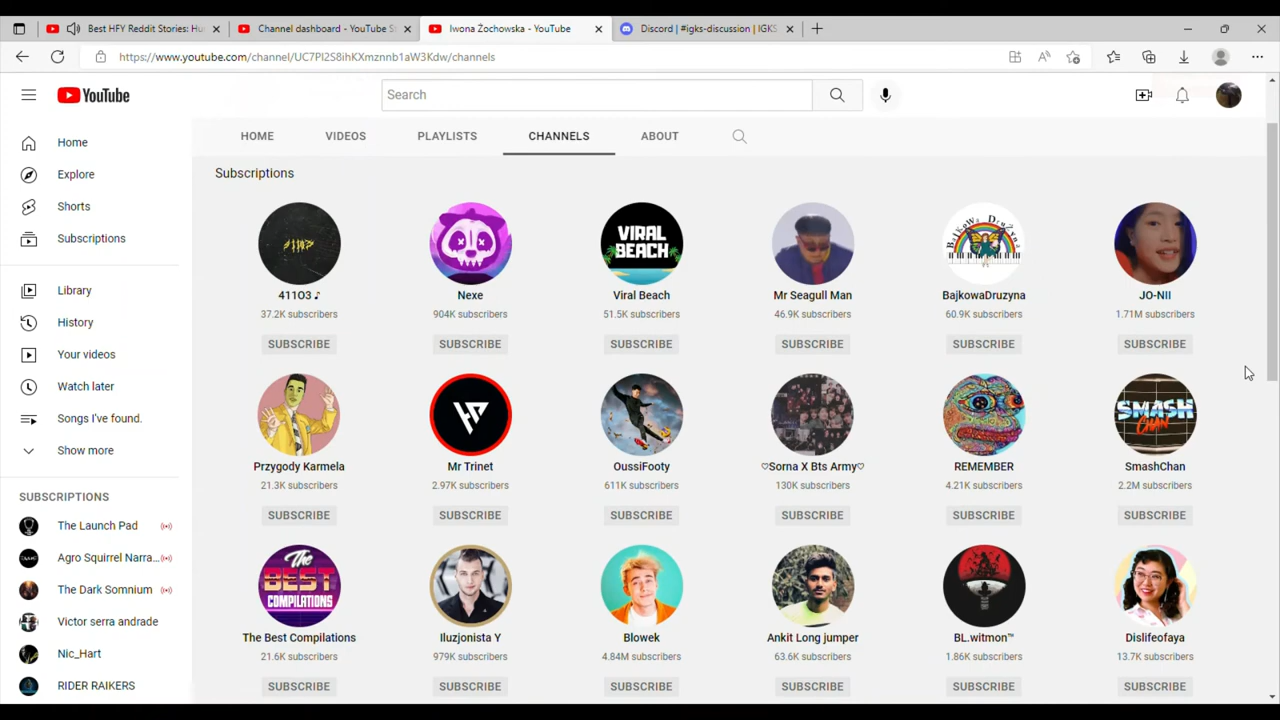 Best HFY Reddit Stories: Hu
Channel dashboard - YouTube S
Iwona Żochowska - YouTube
Discord | #igks-discussion | IGKS
https://www.youtube.com/channel/UC7PI2S8ihKXmznnb1aW3Kdw/channels
YouTube
Search
HOME
VIDEOS
PLAYLISTS
CHANNELS
ABOUT
Home
Explore
Shorts
Subscriptions
Library
History
Your videos
Watch later
Songs I've found.
Show more
SUBSCRIPTIONS
The Launch Pad
Agro Squirrel Narra...
The Dark Somnium
Victor serra andrade
Nic_Hart
RIDER RAIKERS
Subscriptions
VIRAL
BEACH
BajKoWa DruŻyna
411O3 ♪
Nexe
Viral Beach
Mr Seagull Man
BajkowaDruzyna
JO-NII
37.2K subscribers
904K subscribers
51.5K subscribers
46.9K subscribers
60.9K subscribers
1.71M subscribers
SUBSCRIBE
SUBSCRIBE
SUBSCRIBE
SUBSCRIBE
SUBSCRIBE
SUBSCRIBE
SMASH
CHAN
Przygody Karmela
Mr Trinet
OussiFooty
♡Sorna X Bts Army♡
REMEMBER
SmashChan
21.3K subscribers
2.97K subscribers
611K subscribers
130K subscribers
4.21K subscribers
2.2M subscribers
SUBSCRIBE
SUBSCRIBE
SUBSCRIBE
SUBSCRIBE
SUBSCRIBE
SUBSCRIBE
The
BEST
COMPILATIONS
The Best Compilations
Iluzjonista Y
Blowek
Ankit Long jumper
BL.witmon™
Dislifeofaya
21.6K subscribers
979K subscribers
4.84M subscribers
63.6K subscribers
1.86K subscribers
13.7K subscribers
SUBSCRIBE
SUBSCRIBE
SUBSCRIBE
SUBSCRIBE
SUBSCRIBE
SUBSCRIBE